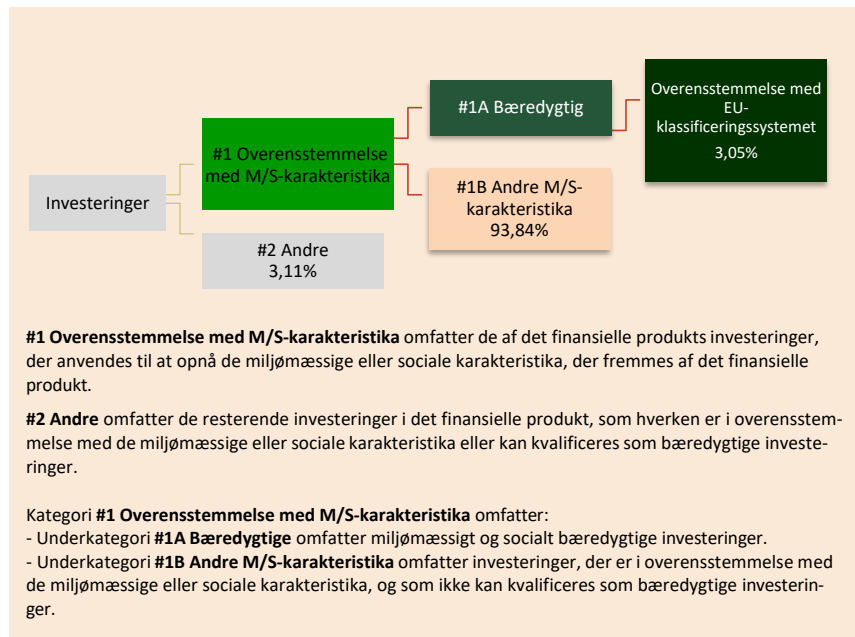 Investeringer
#1 Overensstemmelse
med M/S-karakteristika
#2 Andre
3,11%
#1A Bæredygtig
#1B Andre M/S-
karakteristika
93,84%
Overensstemmelse med
EU-
klassificeringssystemet
3,05%
#1 Overensstemmelse med M/S-karakteristika omfatter de af det finansielle produkts investeringer,
der anvendes til at opnå de miljømæssige eller sociale karakteristika, der fremmes af det finansielle
produkt.
#2 Andre omfatter de resterende investeringer i det finansielle produkt, som hverken er i overensstem-
melse med de miljømæssige eller sociale karakteristika eller kan kvalificeres som bæredygtige investe-
ringer.
Kategori #1 Overensstemmelse med M/S-karakteristika omfatter:
- Underkategori #1A Bæredygtige omfatter miljømæssigt og socialt bæredygtige investeringer.
- Underkategori #1B Andre M/S-karakteristika omfatter investeringer, der er i overensstemmelse med
de miljømæssige eller sociale karakteristika, og som ikke kan kvalificeres som bæredygtige investerin-
ger.